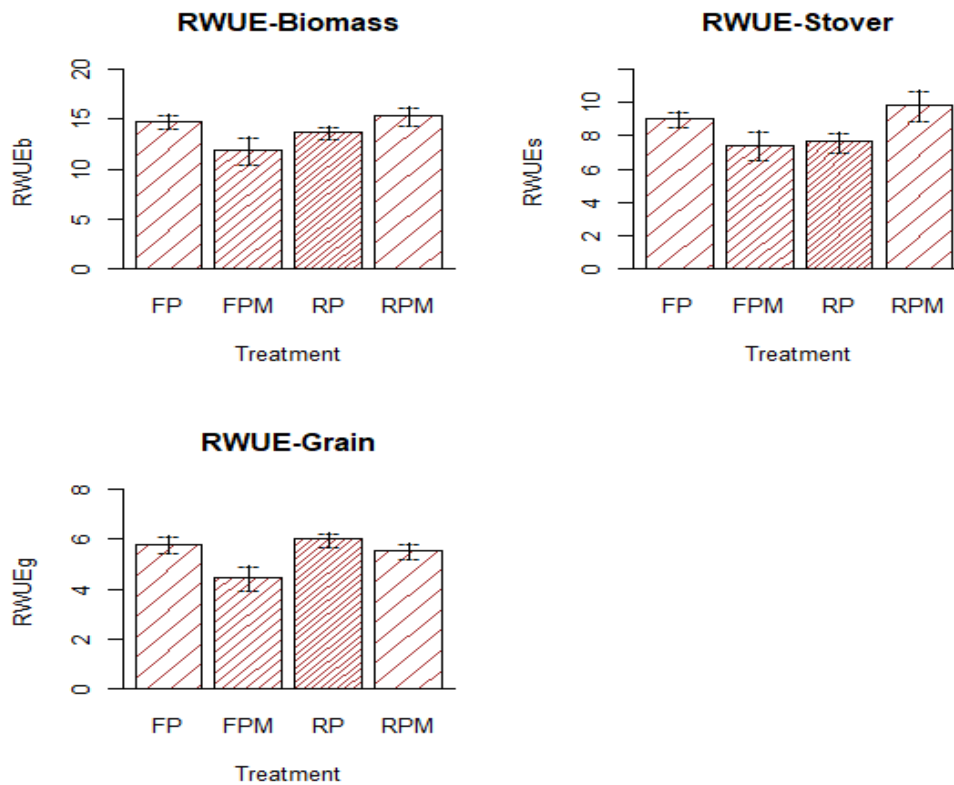 RWUE-Biomass
RWUEb
20
15
10
5
0
FP FPM RP RPM
Treatment
RWUE-Stover
RWUEs
10
8
6
4
2
0
FP FPM RP RPM
Treatment
RWUE-Grain
RWUEg
8
6
4
2
0
FP FPM RP RPM
Treatment